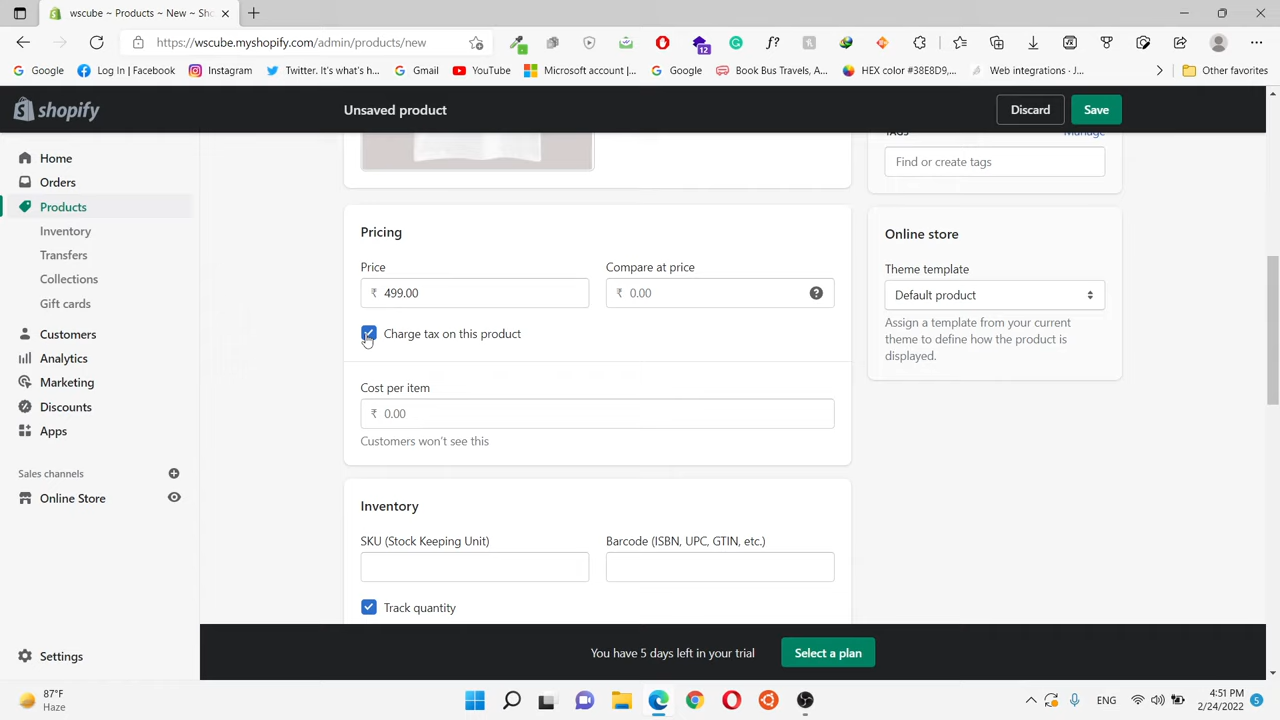 wscube ~ Products ~ New ~ Sho
https://wscube.myshopify.com/admin/products/new
12
f?
Google
Log In | Facebook
Instagram
Twitter. It's what's h...
Gmail
YouTube
Microsoft account |...
Google
Book Bus Travels, A...
HEX color #38E8D9,...
Web integrations · J...
Other favorites
shopify
Unsaved product
Discard
Save
Home
Orders
Products
Inventory
Transfers
Collections
Gift cards
Customers
Analytics
Marketing
Discounts
Apps
Sales channels
Online Store
Settings
TAGS
Manage
Find or create tags
Pricing
Price
Compare at price
₹ 499.00
₹ 0.00
Charge tax on this product
Cost per item
₹ 0.00
Customers won't see this
Online store
Theme template
Default product
Assign a template from your current
theme to define how the product is
displayed.
Inventory
SKU (Stock Keeping Unit)
Barcode (ISBN, UPC, GTIN, etc.)
Track quantity
You have 5 days left in your trial
Select a plan
87°F
Haze
ENG
4:51 PM
2/24/2022
5